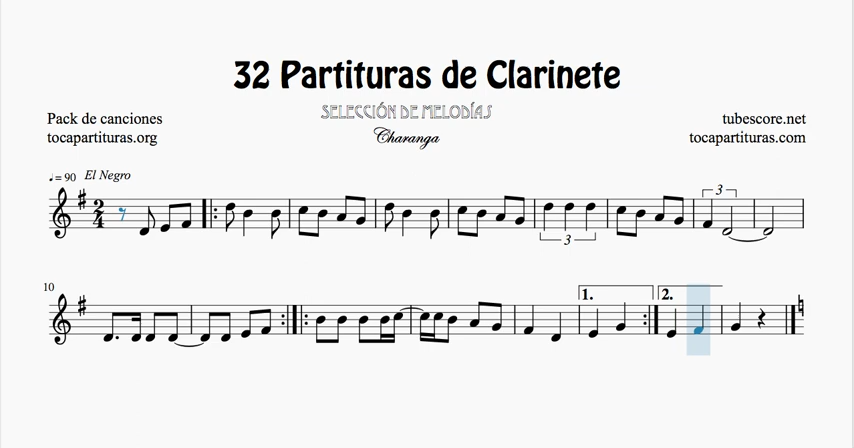 32 Partituras de Clarinete
SELECCIÓN DE MELODÍAS
Charanga
Pack de canciones
tocapartituras.org
tubescore.net
tocapartituras.com
♩= 90 El Negro
2
4
3
3
10
1.
2.